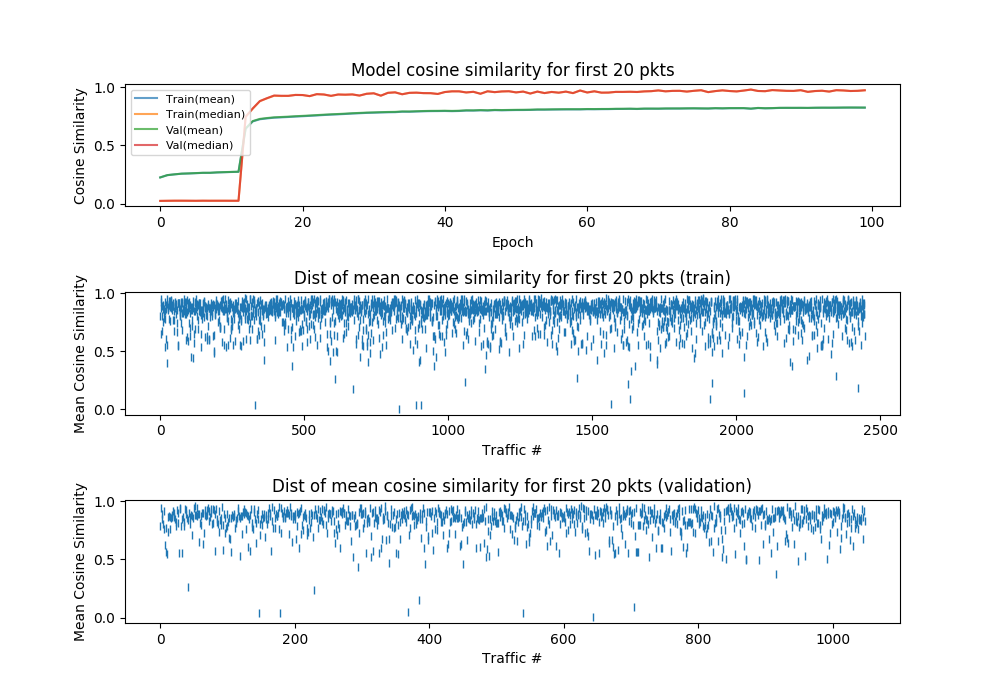 Model cosine similarity for first 20 pkts
Cosine Similarity
1.0
0.5
0.0
Train(mean)
Train(median)
Val(mean)
Val(median)
0 20 40 60 80 100
Epoch
Dist of mean cosine similarity for first 20 pkts (train)
Mean Cosine Similarity
1.0
0.5
0.0
0 500 1000 1500 2000 2500
Traffic #
Dist of mean cosine similarity for first 20 pkts (validation)
Mean Cosine Similarity
1.0
0.5
0.0
0 200 400 600 800 1000
Traffic #